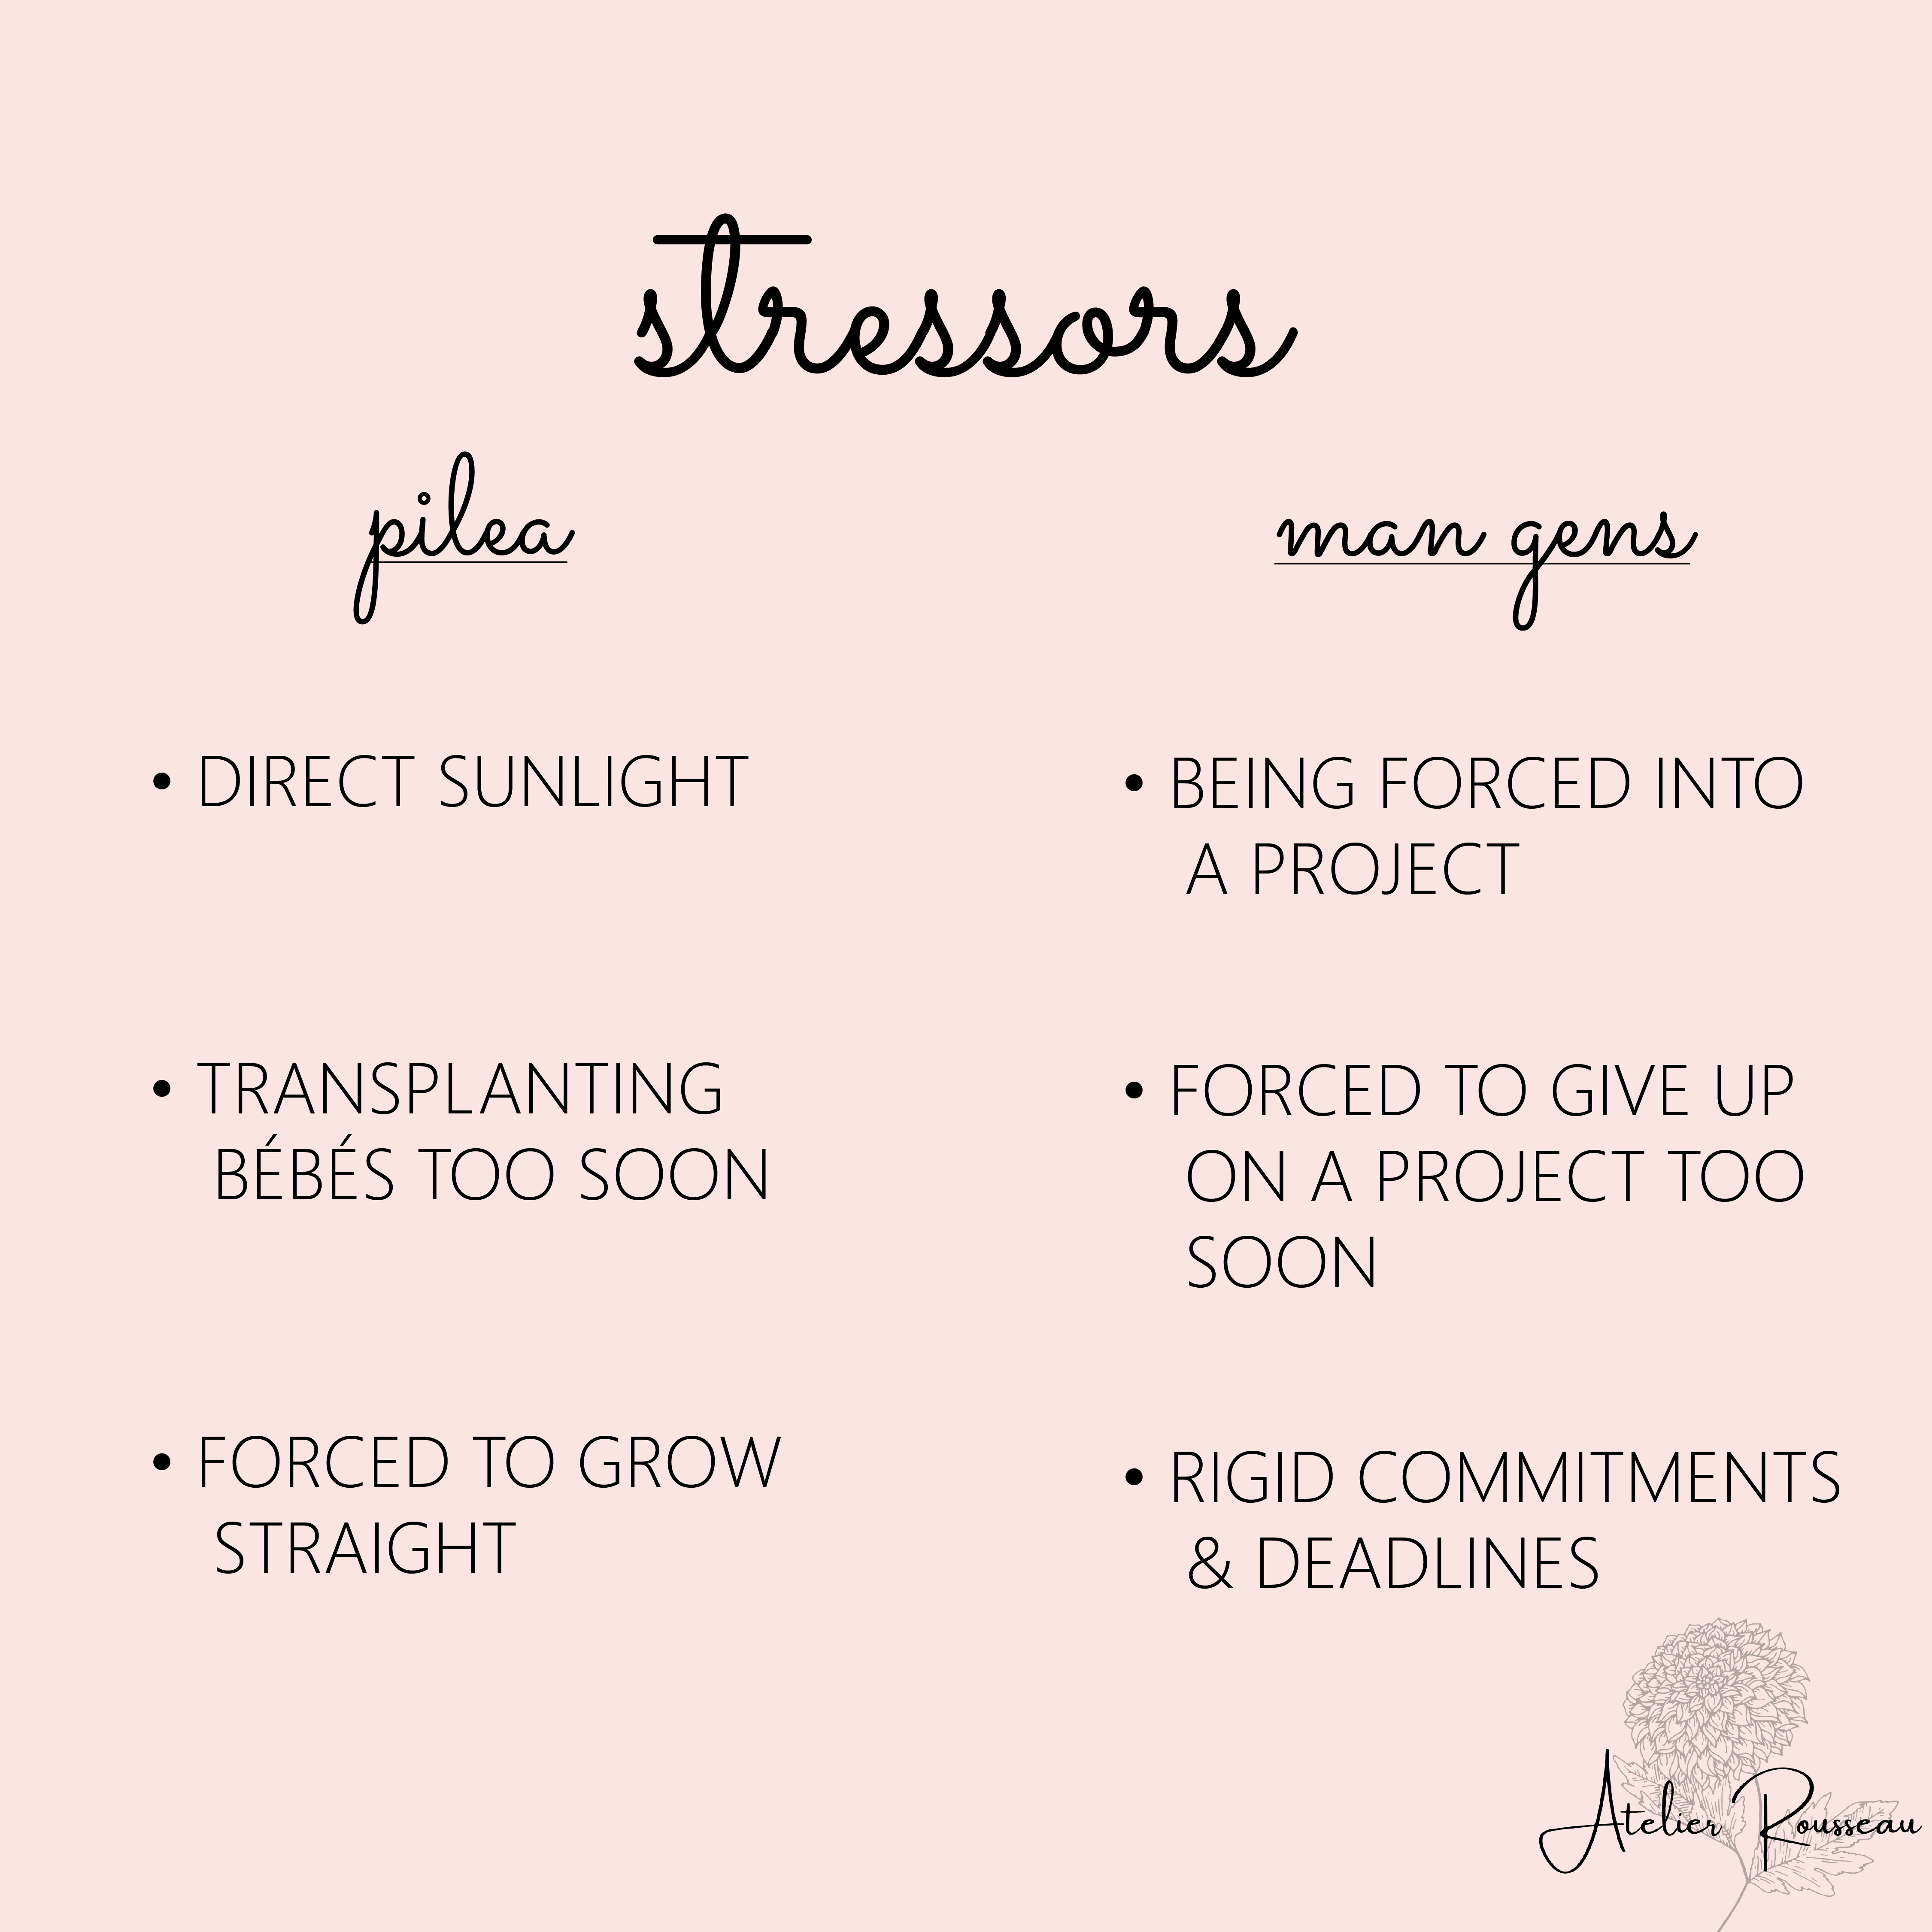 stressors
pilea
• DIRECT SUNLIGHT
• TRANSPLANTING
BÉBÉS TOO SOON
• FORCED TO GROW
STRAIGHT
man gens
• BEING FORCED INTO
A PROJECT
• FORCED TO GIVE UP
ON A PROJECT TOO
SOON
• RIGID COMMITMENTS
& DEADLINES
Atelier Rousseau